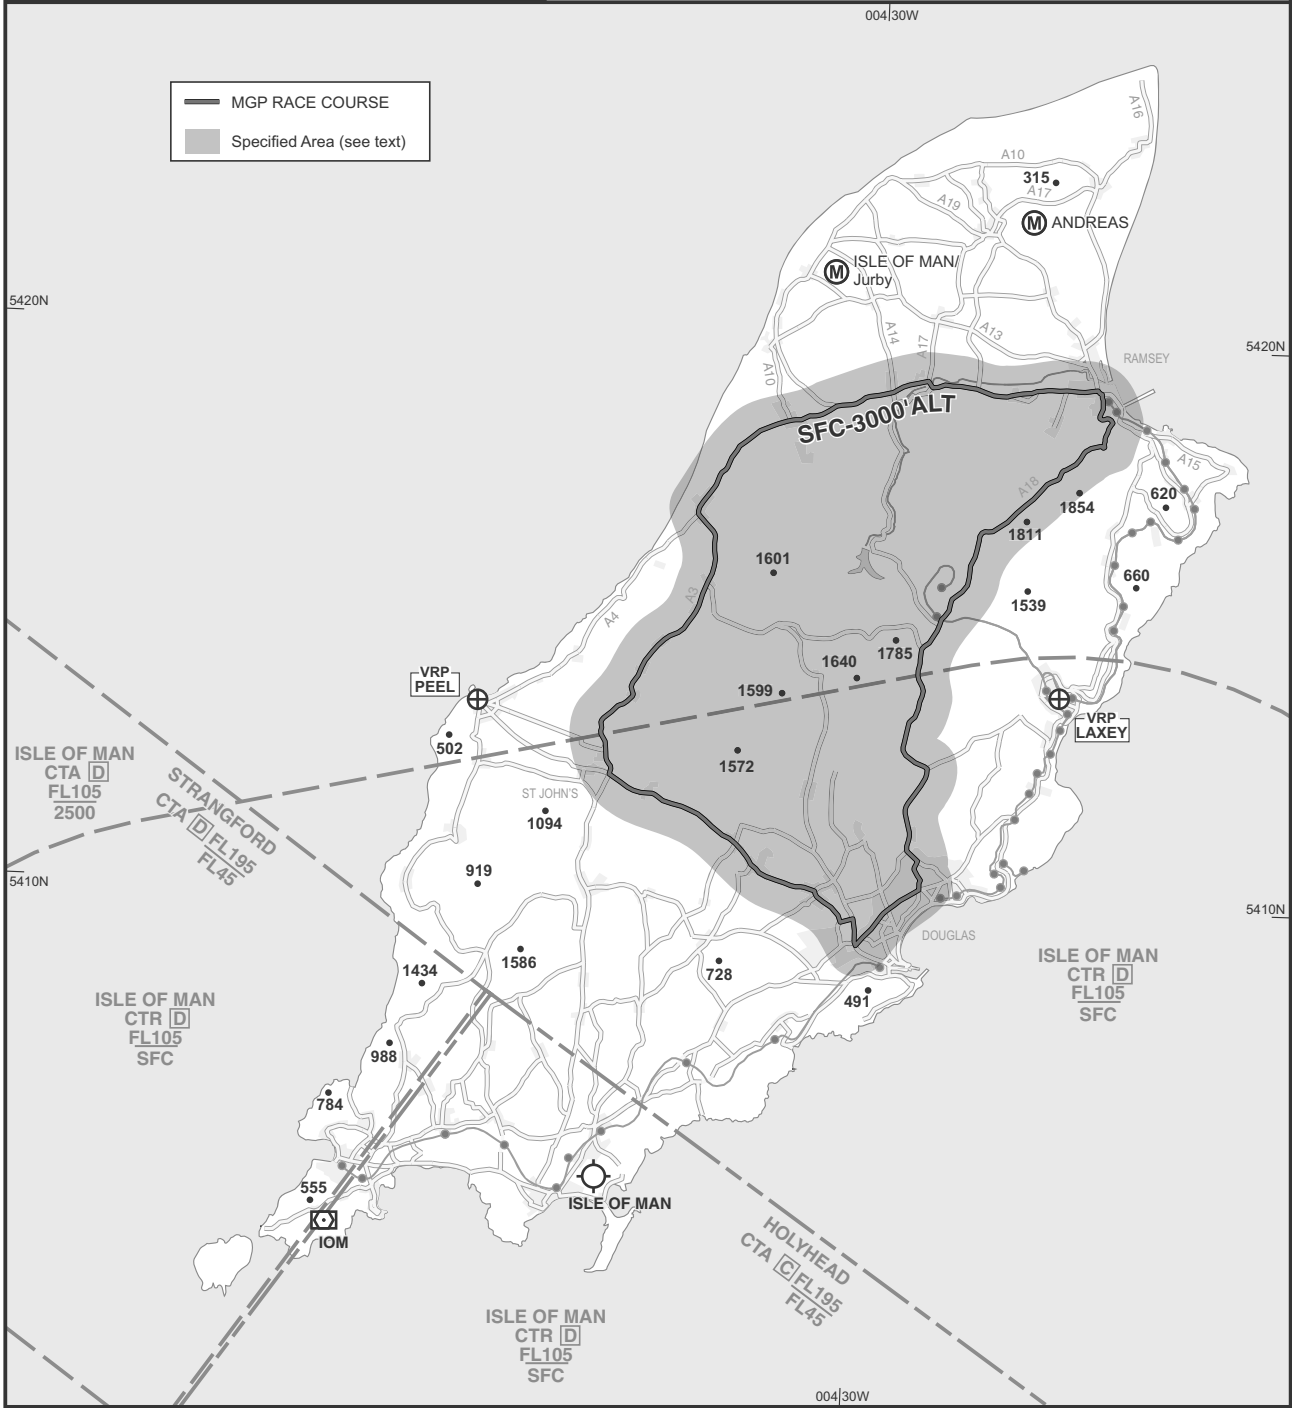 004 30W
MGP RACE COURSE
Specified Area (see text)
A16
A10
315
A17
A19
M ANDREAS
M ISLE OF MAN/
Jurby
5420N
5420N
A14
A17
A13
A10
RAMSEY
SFC-3000'ALT
A15
A18
620
1854
1811
1601
660
1539
A3
A4
1785
1640
1599
VRP
PEEL
VRP
LAXEY
502
1572
ISLE OF MAN
CTA D
FL105
2500
STRANGFORD
CTA D FL195
FL45
ST JOHN'S
1094
919
5410N
5410N
DOUGLAS
1586
728
1434
491
ISLE OF MAN
CTR D
FL105
SFC
ISLE OF MAN
CTR D
FL105
SFC
988
784
555
IOM
ISLE OF MAN
HOLYHEAD
CTA C FL195
FL45
ISLE OF MAN
CTR D
FL105
SFC
004 30W